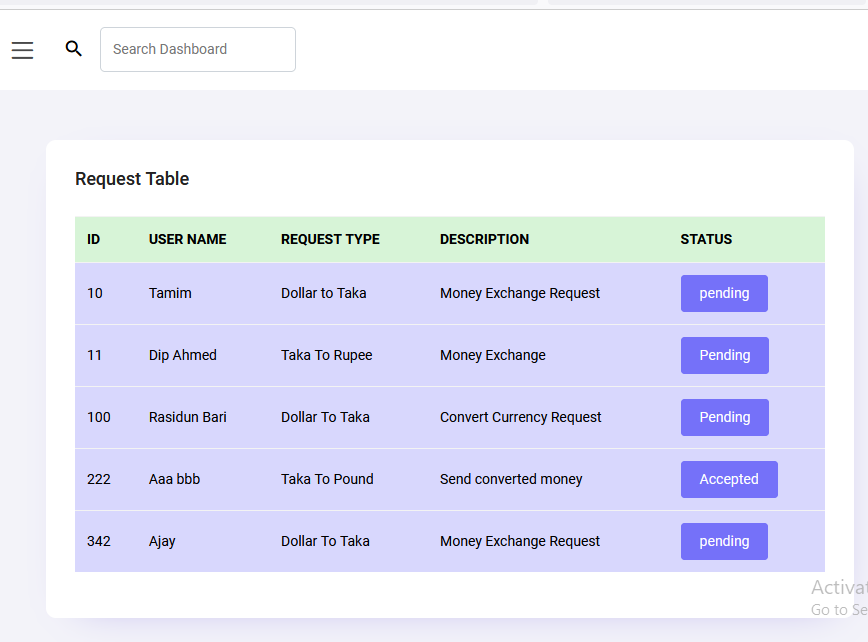 Search Dashboard
Request Table
ID USER NAME REQUEST TYPE DESCRIPTION STATUS
10 Tamim Dollar to Taka Money Exchange Request pending
11 Dip Ahmed Taka To Rupee Money Exchange Pending
100 Rasidun Bari Dollar To Taka Convert Currency Request Pending
222 Aaa bbb Taka To Pound Send converted money Accepted
342 Ajay Dollar To Taka Money Exchange Request pending
Go to